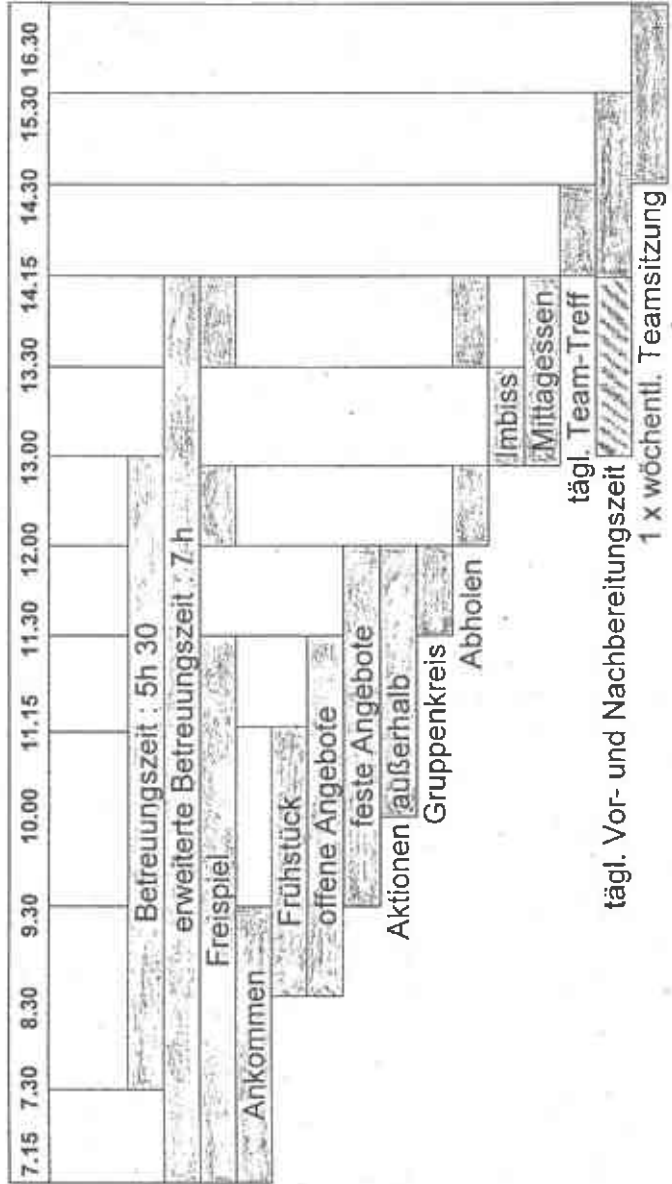 7.15 7.30 8.30 9.30 10.00 11.15 11.30 12.00 13.00 13.30 14.15 14.30 15.30 16.30
Betreuungszeit : 5h 30
erweiterte Betreuungszeit : 7 h
Freispiel
Ankommen
Frühstück
offene Angebote
feste Angebote
Aktionen außerhalb
Gruppenkreis
Abholen
Imbiss
Mittagessen
tägl. Team-Treff
tägl. Vor- und Nachbereitungszeit
1 x wöchentl. Teamsitzung